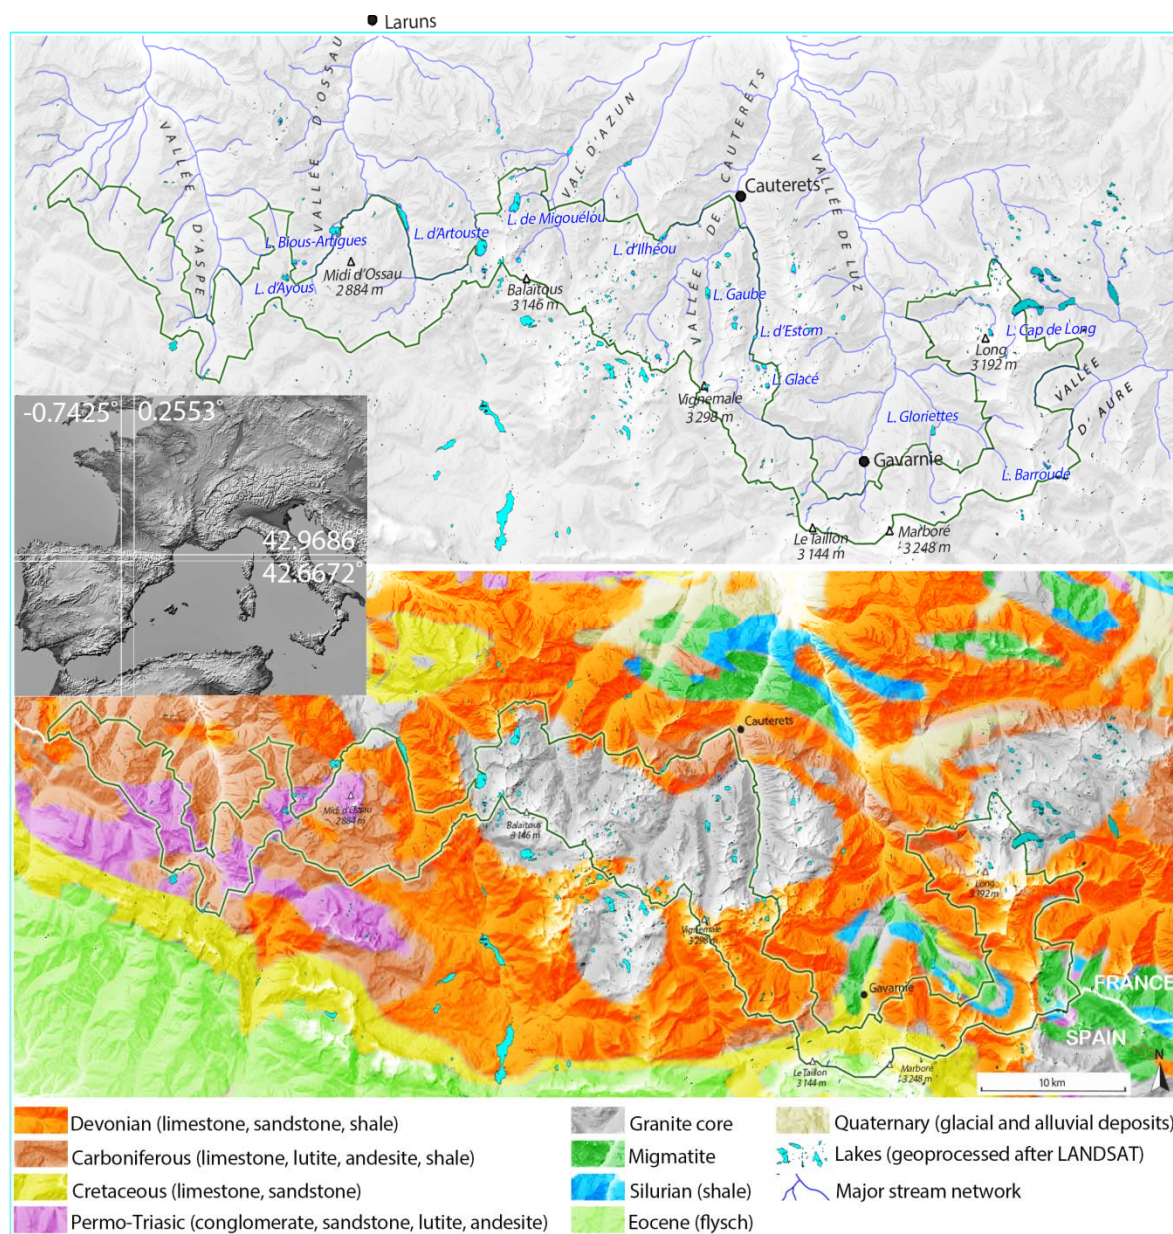 Laruns
VALLÉE D'ASPE
VALLÉE D'OSSAU
VAL D'AZUN
VALLÉE DE CAUTERETS
VALLÉE DE LUZ
VALLÉE D'AURE
Cauterets
L. de Migouélou
L. d'Artouste
L. Bious-Artigues
L. d'Ilhéou
Midi d'Ossau
2 884 m
L. d'Ayous
Balaïtous
3 146 m
L. Gaube
L. d'Estom
L. Cap de Long
Long
3 192 m
L. Glacé
Vignemale
3 298 m
L. Gloriettes
Gavarnie
L. Barroude
Le Taillon
3 144 m
Marboré
3 248 m
-0.7425°
0.2553°
42.9686
42.6672°
Cauterets
Midi d'Ossau
2 884 m
Balaïtous
3 146 m
Long
3 192 m
Vignemale
3 298 m
Gavarnie
FRANCE
SPAIN
Le Taillon
3 144 m
Marboré
3 248 m
N
10 km
Devonian (limestone, sandstone, shale)
Carboniferous (limestone, lutite, andesite, shale)
Cretaceous (limestone, sandstone)
Permo-Triasic (conglomerate, sandstone, lutite, andesite)
Granite core
Migmatite
Silurian (shale)
Eocene (flysch)
Quaternary (glacial and alluvial deposits)
Lakes (geoprocessed after LANDSAT)
Major stream network